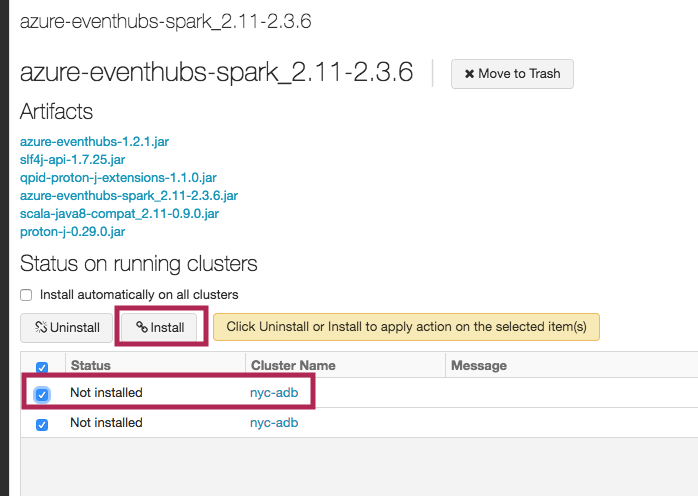 azure-eventhubs-spark_2.11-2.3.6
azure-eventhubs-spark_2.11-2.3.6
✖ Move to Trash
Artifacts
azure-eventhubs-1.2.1.jar
slf4j-api-1.7.25.jar
qpid-proton-j-extensions-1.1.0.jar
azure-eventhubs-spark_2.11-2.3.6.jar
scala-java8-compat_2.11-0.9.0.jar
proton-j-0.29.0.jar
Status on running clusters
Install automatically on all clusters
Uninstall Install Click Uninstall or Install to apply action on the selected item(s)
Status Cluster Name Message
Not installed nyc-adb
Not installed nyc-adb